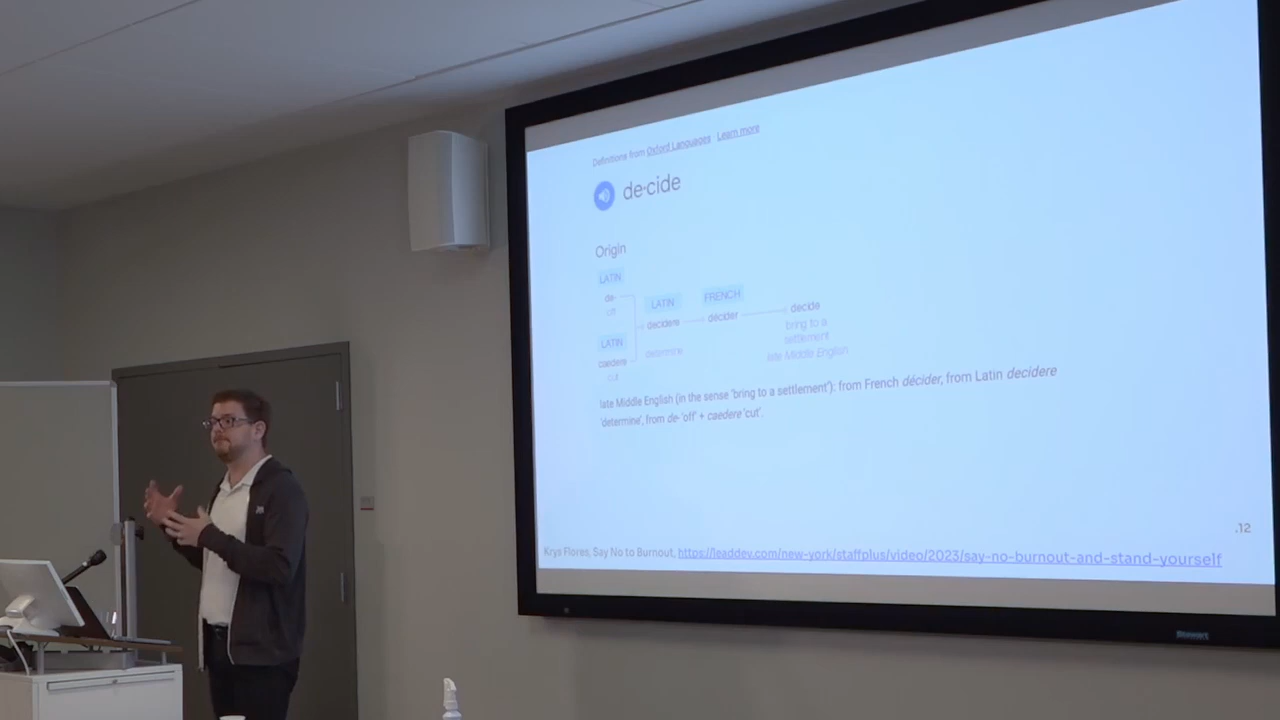 Definitions from Oxford Languages · Learn more
de·cide
Origin
LATIN
de-
off
LATIN
caedere
cut
LATIN
decidere
determine
FRENCH
décider
decide
bring to a
settlement
late Middle English
late Middle English (in the sense ‘bring to a settlement’): from French décider, from Latin decidere
‘determine’, from de- ‘off’ + caedere ‘cut’.
.12
Krys Flores, Say No to Burnout, https://leaddev.com/new-york/staffplus/video/2023/say-no-burnout-and-stand-yourself
Stewart